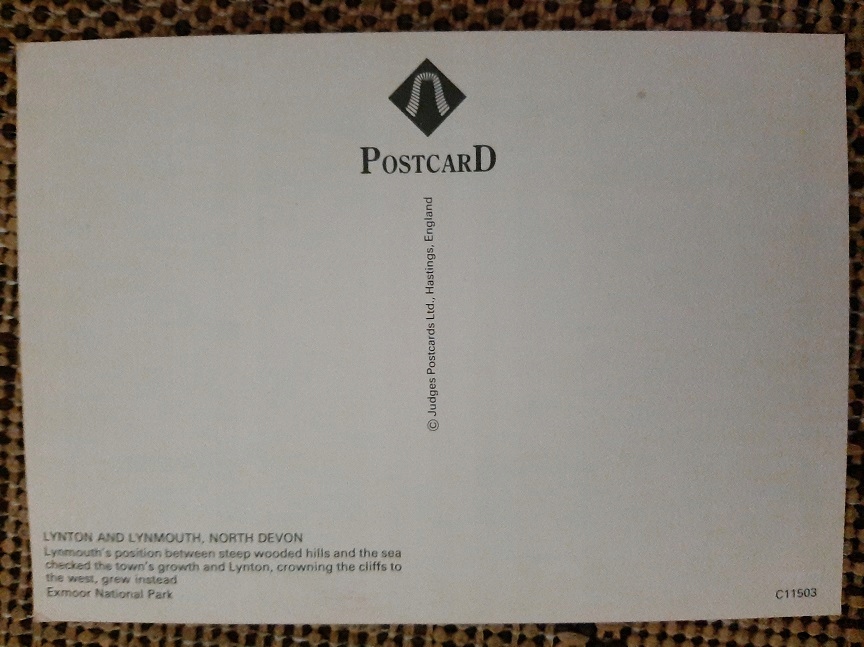 POSTCARD
© Judges Postcards Ltd., Hastings, England
LYNTON AND LYNMOUTH, NORTH DEVON
Lynmouth's position between steep wooded hills and the sea
checked the town's growth and Lynton, crowning the cliffs to
the west, grew instead
Exmoor National Park
C11503